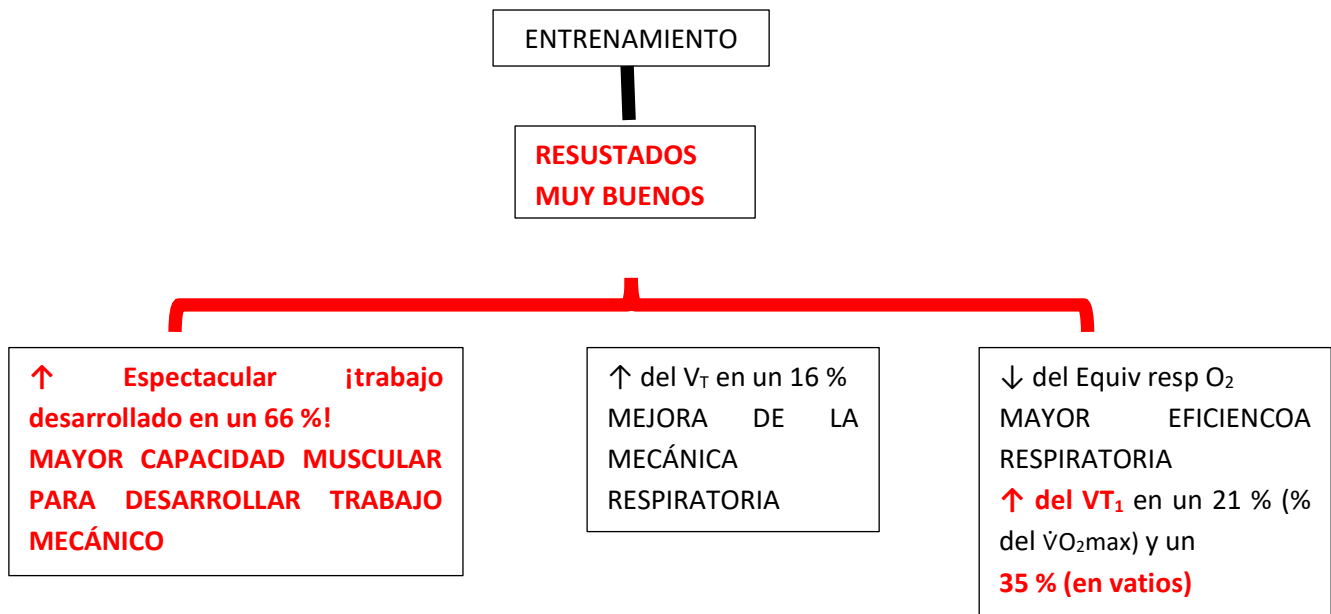 ENTRENAMIENTO
RESUSTADOS
MUY BUENOS
↑ Espectacular ¡trabajo
desarrollado en un 66 %!
MAYOR CAPACIDAD MUSCULAR
PARA DESARROLLAR TRABAJO
MECÁNICO
↑ del V_T en un 16 %
MEJORA DE LA
MECÁNICA
RESPIRATORIA
↓ del Equiv resp O₂
MAYOR EFICIENCOA
RESPIRATORIA
↑ del VT₁ en un 21 % (%
del V̇O₂max) y un
35 % (en vatios)